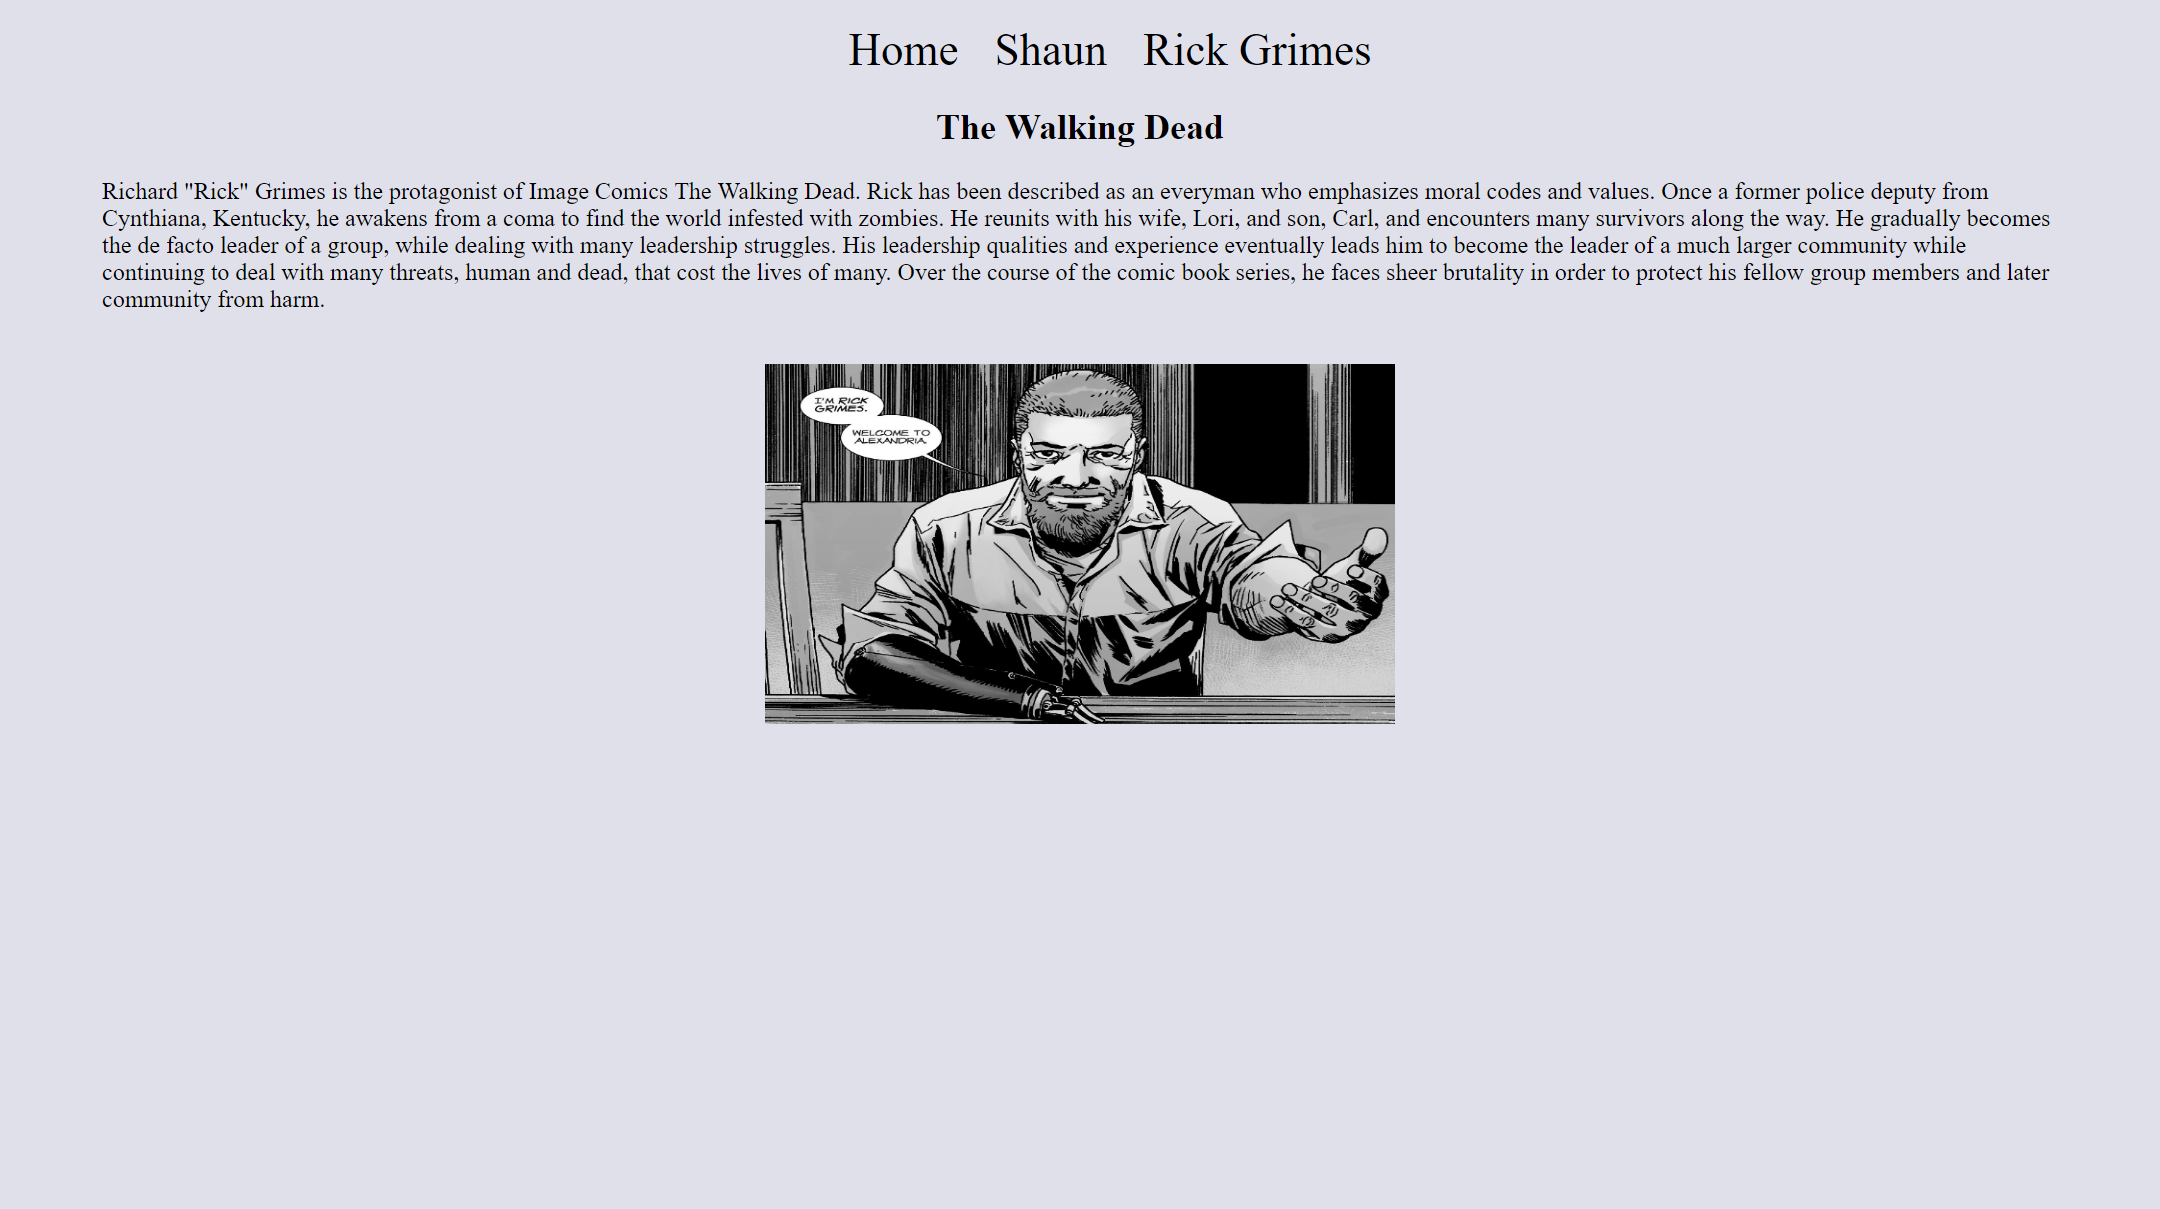 Home Shaun Rick Grimes
The Walking Dead
Richard "Rick" Grimes is the protagonist of Image Comics The Walking Dead. Rick has been described as an everyman who emphasizes moral codes and values. Once a former police deputy from
Cynthiana, Kentucky, he awakens from a coma to find the world infested with zombies. He reunits with his wife, Lori, and son, Carl, and encounters many survivors along the way. He gradually becomes
the de facto leader of a group, while dealing with many leadership struggles. His leadership qualities and experience eventually leads him to become the leader of a much larger community while
continuing to deal with many threats, human and dead, that cost the lives of many. Over the course of the comic book series, he faces sheer brutality in order to protect his fellow group members and later
community from harm.
I'M RICK
GRIMES.
WELCOME TO
ALEXANDRIA.